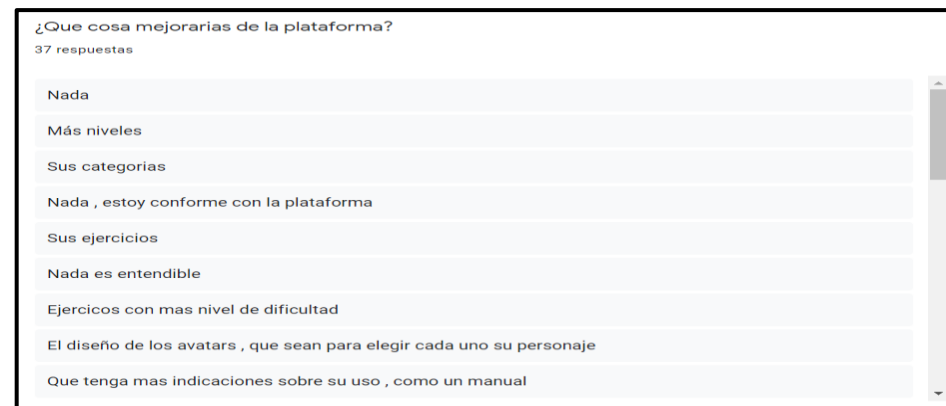 ¿Que cosa mejorarias de la plataforma?
37 respuestas
Nada
Más niveles
Sus categorias
Nada , estoy conforme con la plataforma
Sus ejercicios
Nada es entendible
Ejercicos con mas nivel de dificultad
El diseño de los avatars , que sean para elegir cada uno su personaje
Que tenga mas indicaciones sobre su uso , como un manual